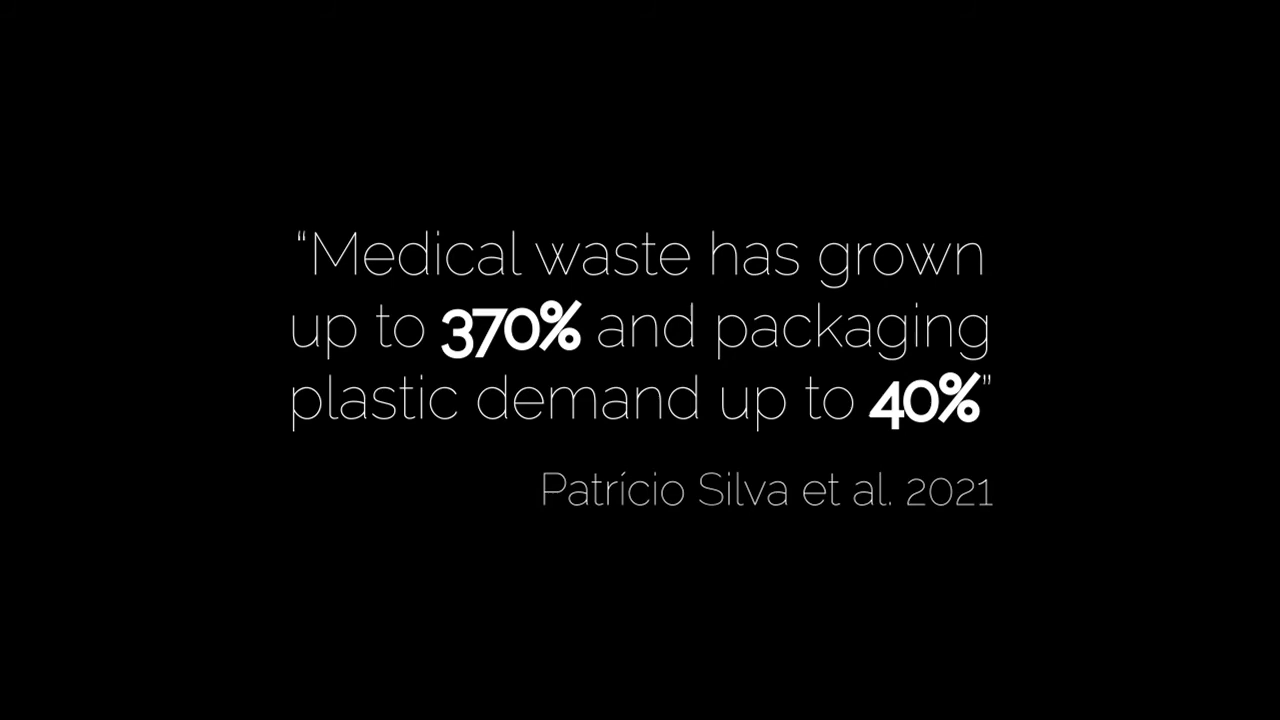 “Medical waste has grown
up to 370% and packaging
plastic demand up to 40%”
Patrício Silva et al. 2021